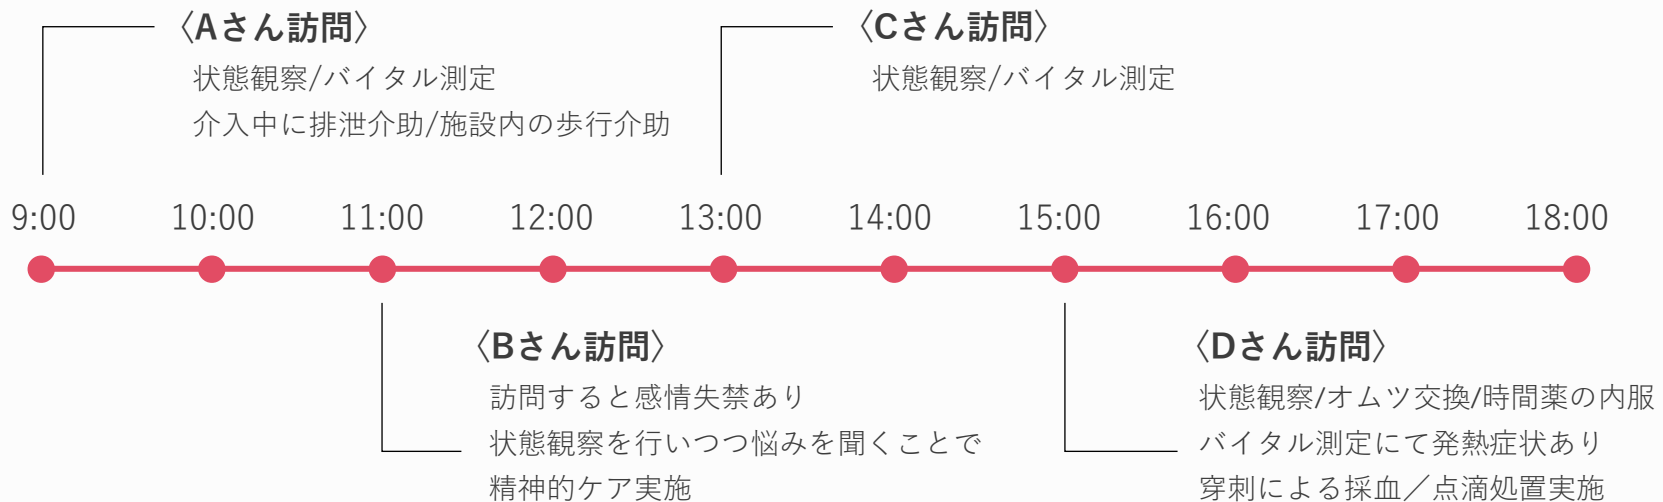 〈Aさん訪問〉
状態観察/バイタル測定
介入中に排泄介助/施設内の歩行介助
〈Cさん訪問〉
状態観察/バイタル測定
9:00 10:00 11:00 12:00 13:00 14:00 15:00 16:00 17:00 18:00
〈Bさん訪問〉
訪問すると感情失禁あり
状態観察を行いつつ悩みを聞くことで
精神的ケア実施
〈Dさん訪問〉
状態観察/オムツ交換/時間薬の内服
バイタル測定にて発熱症状あり
穿刺による採血／点滴処置実施